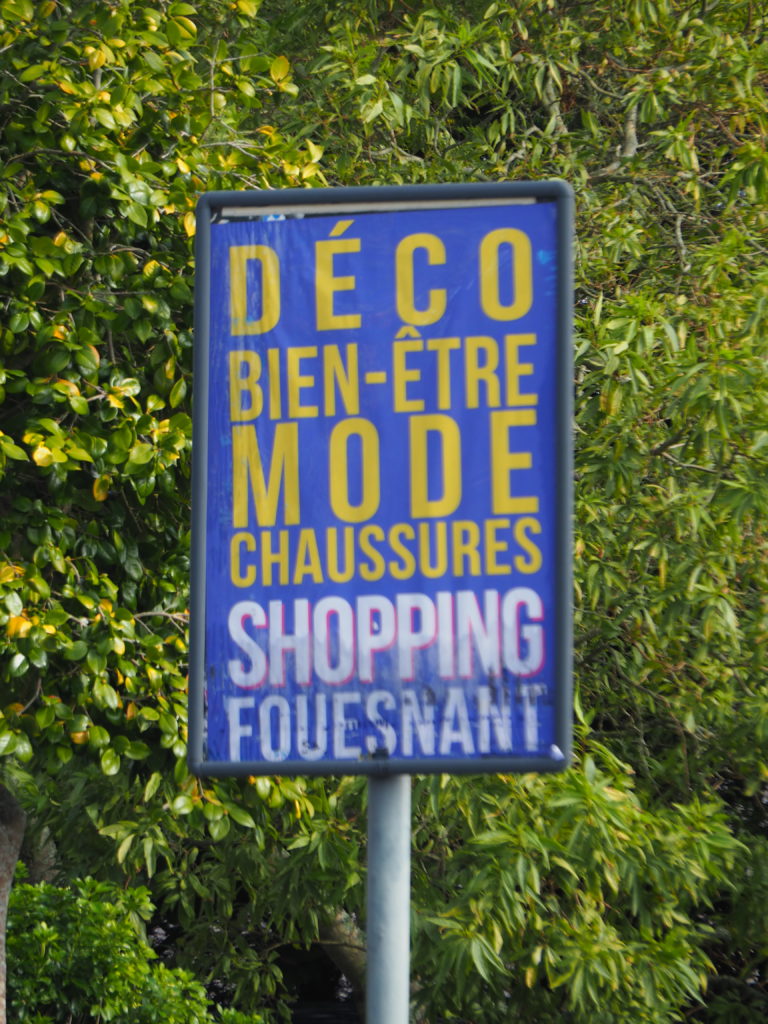 DÉCO
BIEN-ÊTRE
MODE
CHAUSSURES
SHOPPING
FOUESNANT